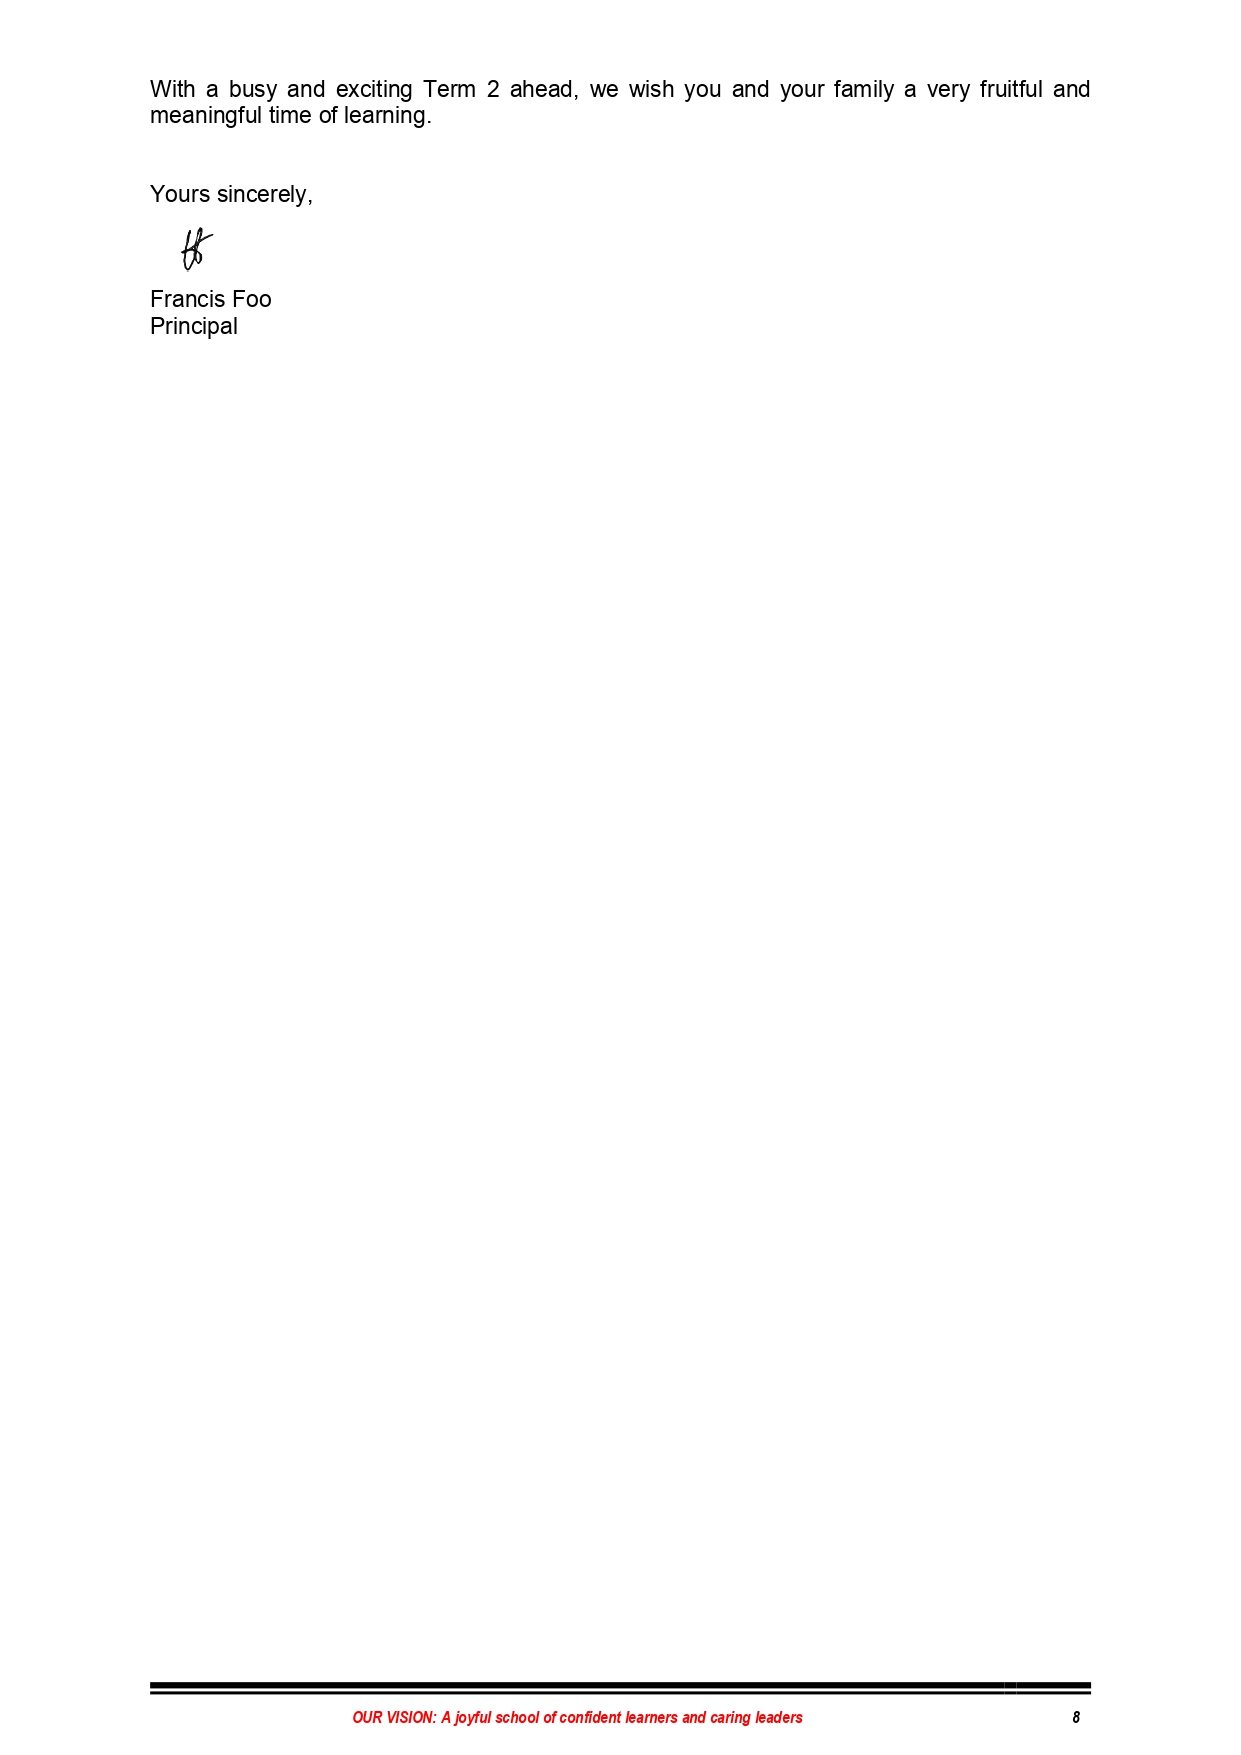 With a busy and exciting Term 2 ahead, we wish you and your family a very fruitful and
meaningful time of learning.
Yours sincerely,
Francis Foo
Principal
OUR VISION: A joyful school of confident learners and caring leaders 8